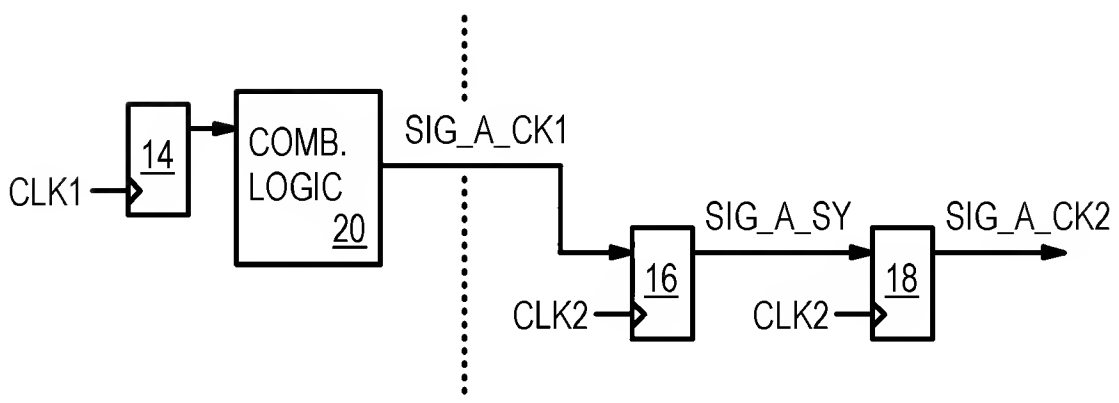 14
CLK1
COMB.
LOGIC
20
SIG_A_CK1
SIG_A_SY
SIG_A_CK2
16
CLK2
18
CLK2